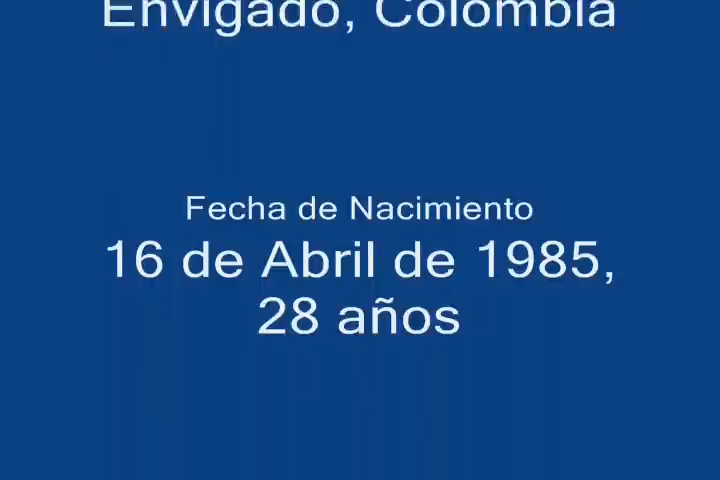 Envigado, Colombia
Fecha de Nacimiento
16 de Abril de 1985,
28 años